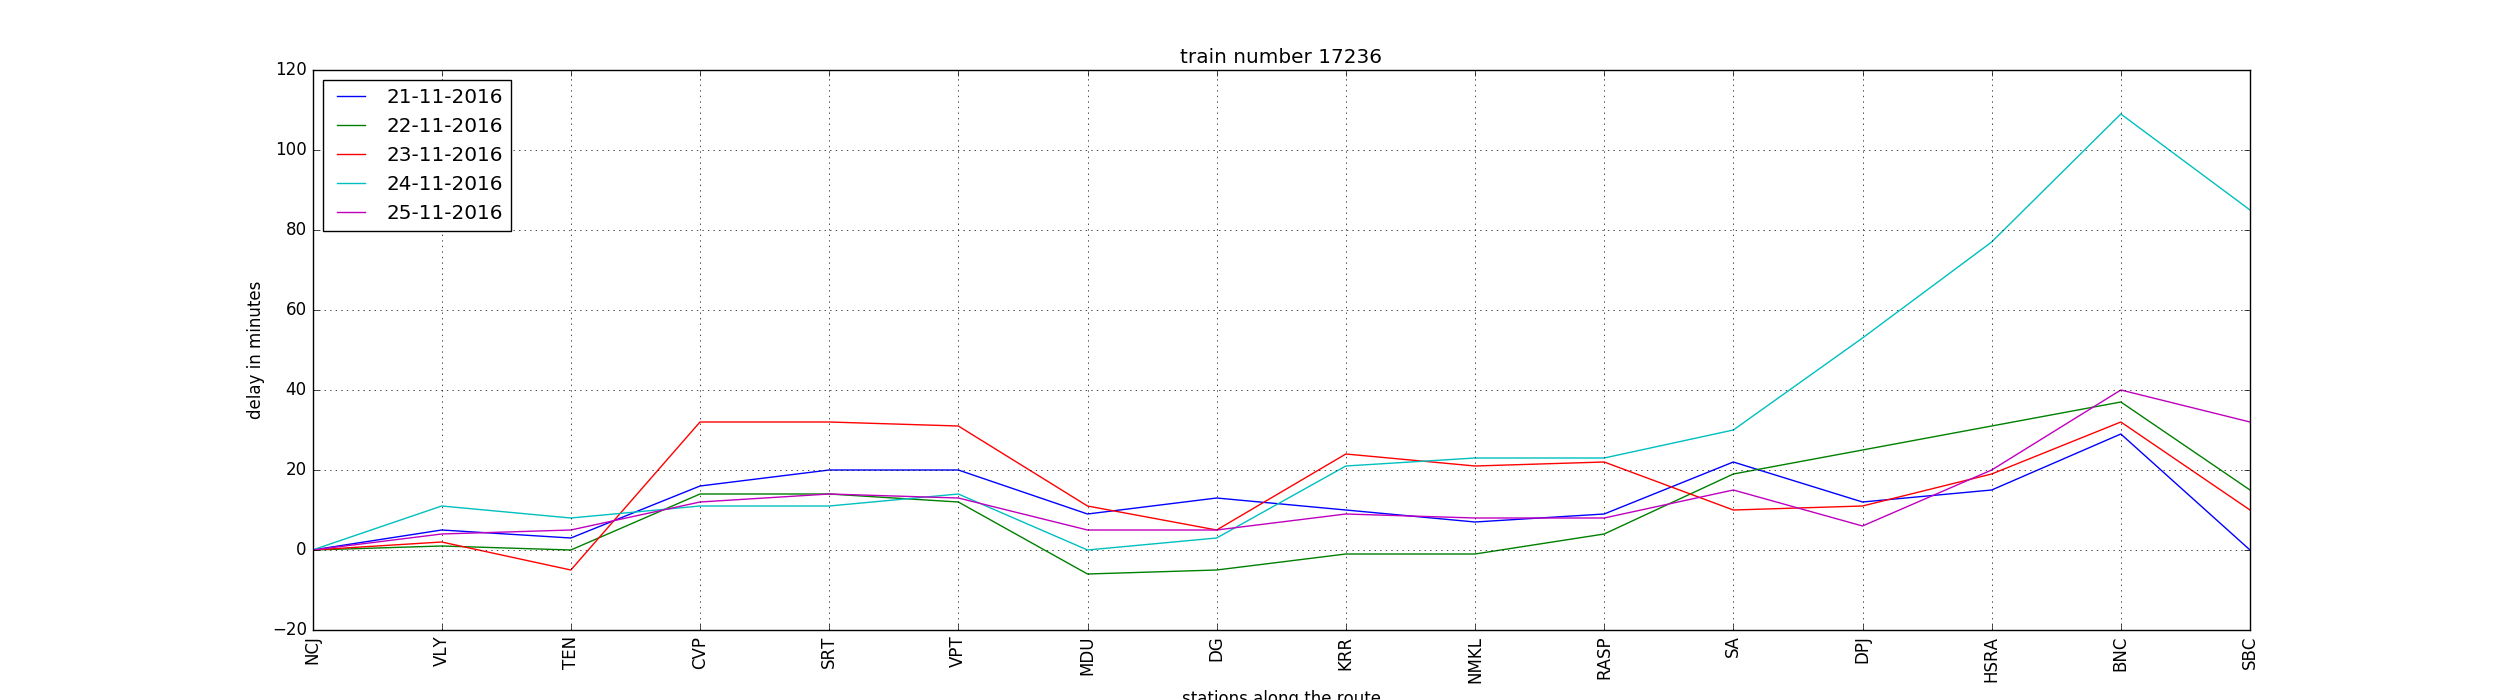 train number 17236
120
100
80
60
40
20
0
−20
delay in minutes
21-11-2016
22-11-2016
23-11-2016
24-11-2016
25-11-2016
NCJ
VLY
TEN
CVP
SRT
VPT
MDU
DG
KRR
NMKL
RASP
SA
DPJ
HSRA
BNC
SBC
stations along the route